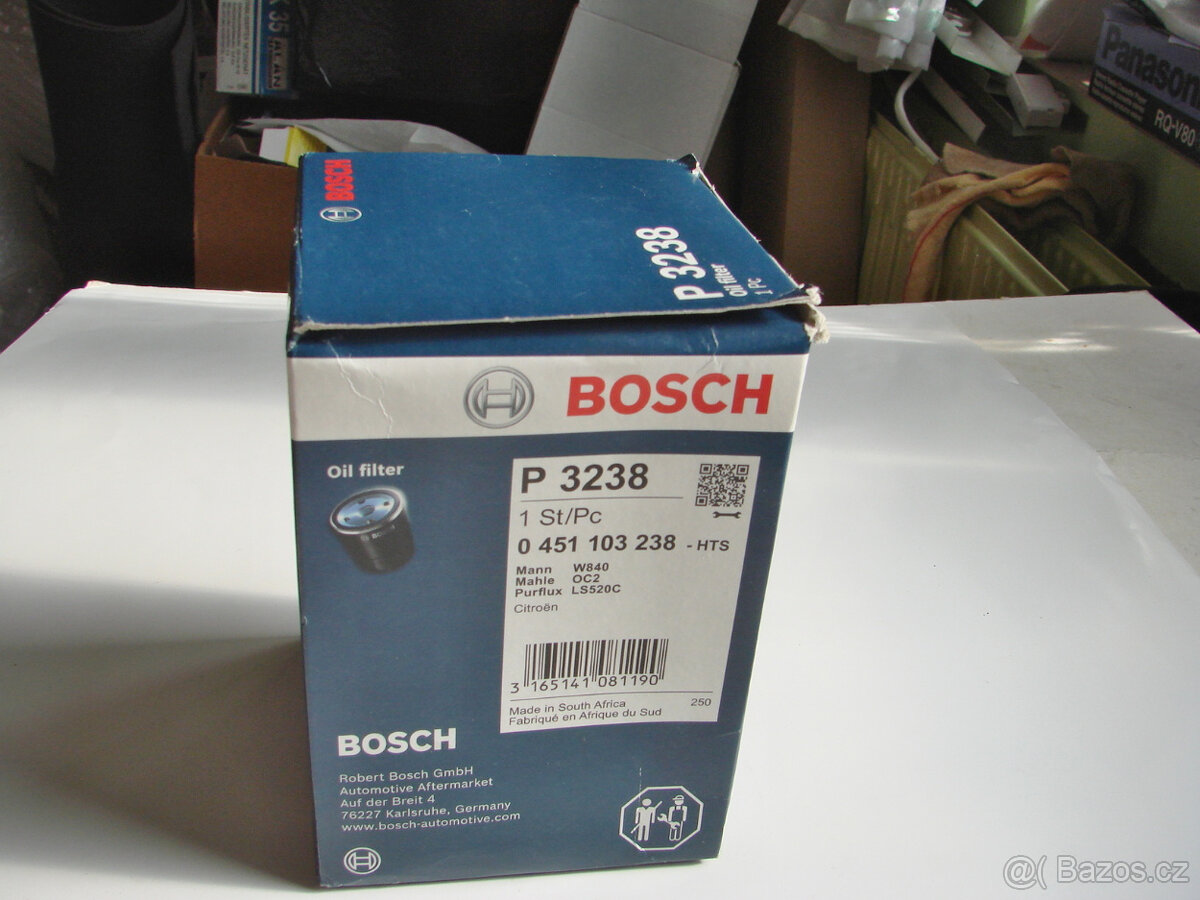 35
Panason
RQ-V80
BOSCH
P 3238
Oil filter
1 Pc
BOSCH
Oil filter
P 3238
1 St/Pc
0 451 103 238 - HTS
Mann W840
Mahle OC2
Purflux LS520C
Citroën
3 165141 081190
Made in South Africa 250
Fabriqué en Afrique du Sud
BOSCH
Robert Bosch GmbH
Automotive Aftermarket
Auf der Breit 4
76227 Karlsruhe, Germany
www.bosch-automotive.com
@( Bazos.cz